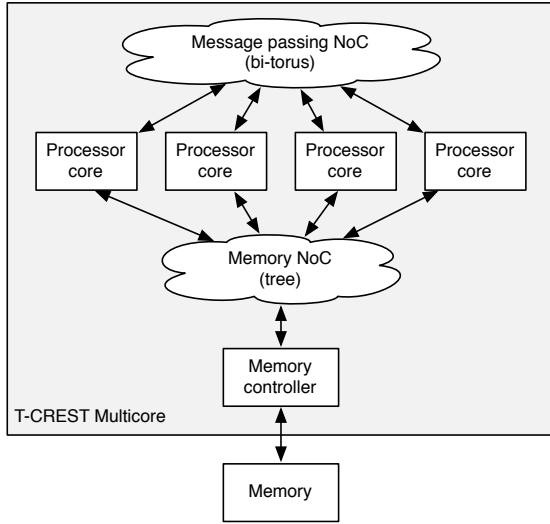 Message passing NoC
(bi-torus)
Processor
core
Processor
core
Processor
core
Processor
core
Memory NoC
(tree)
Memory
controller
T-CREST Multicore
Memory